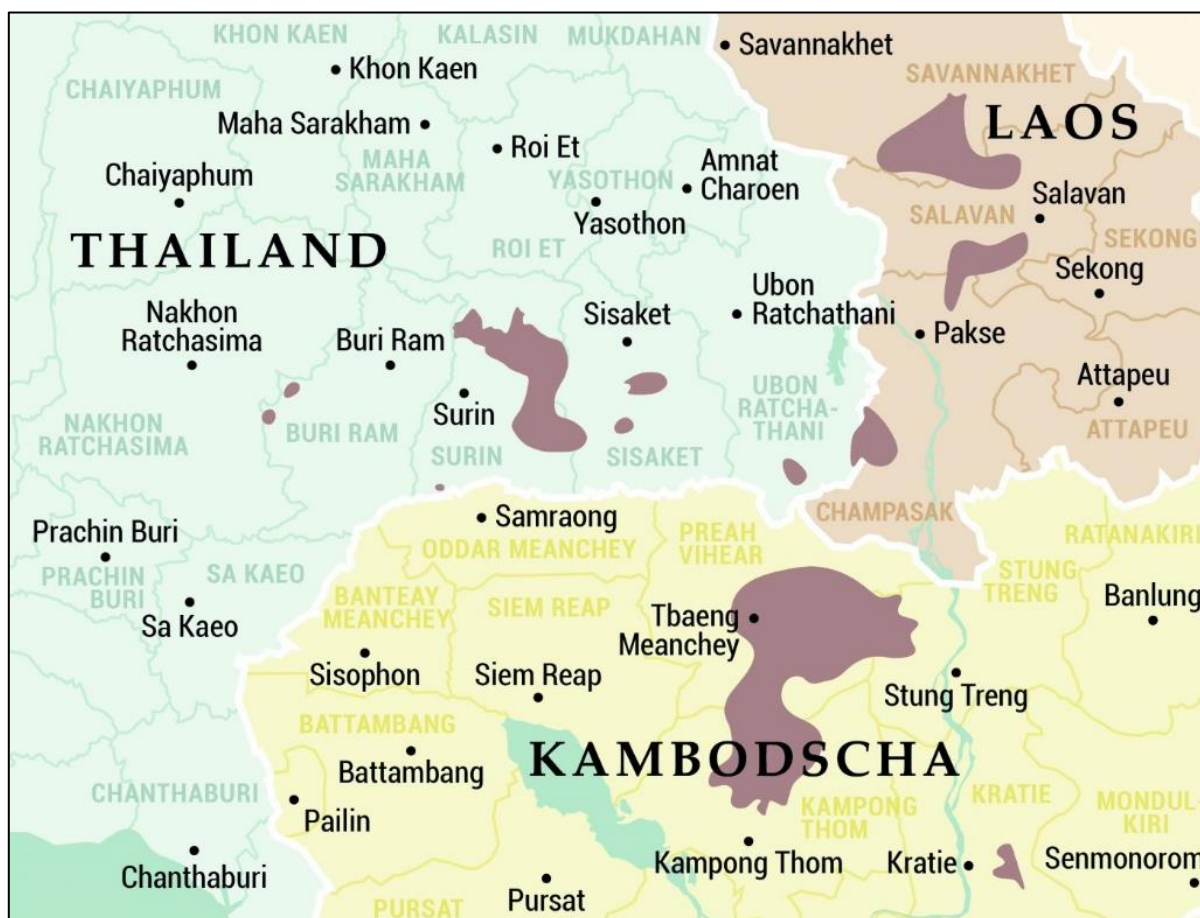 KHON KAEN
KALASIN
MUKDAHAN
Savannakhet
Khon Kaen
SAVANNAKHET
CHAIYAPHUM
LAOS
Maha Sarakham
Roi Et
MAHA
SARAKHAM
Amnat
Charoen
Chaiyaphum
YASOTHON
Yasothon
Salavan
SALAVAN
THAILAND
ROI ET
SEKONG
Sekong
Nakhon
Ratchasima
Buri Ram
Sisaket
Ubon
Ratchathani
Pakse
Attapeu
Surin
UBON
RATCHA-
THANI
NAKHON
RATCHASIMA
BURI RAM
SURIN
SISAKET
ATTAPEU
CHAMPASAK
Samraong
Prachin Buri
ODDAR MEANCHEY
PREAH
VIHEAR
RATANAKIRI
PRACHIN
BURI
SA KAEO
BANTEAY
MEANCHEY
SIEM REAP
STUNG
TRENG
Banlung
Sa Kaeo
Tbaeng
Meanchey
Sisophon
Siem Reap
Stung Treng
BATTAMBANG
Battambang
KAMBODSCHA
CHANTHABURI
Pailin
KAMPONG
THOM
KRATIE
MONDUL
KIRI
Chanthaburi
Kampong Thom
Kratie
Senmonorom
Pursat
PURSAT